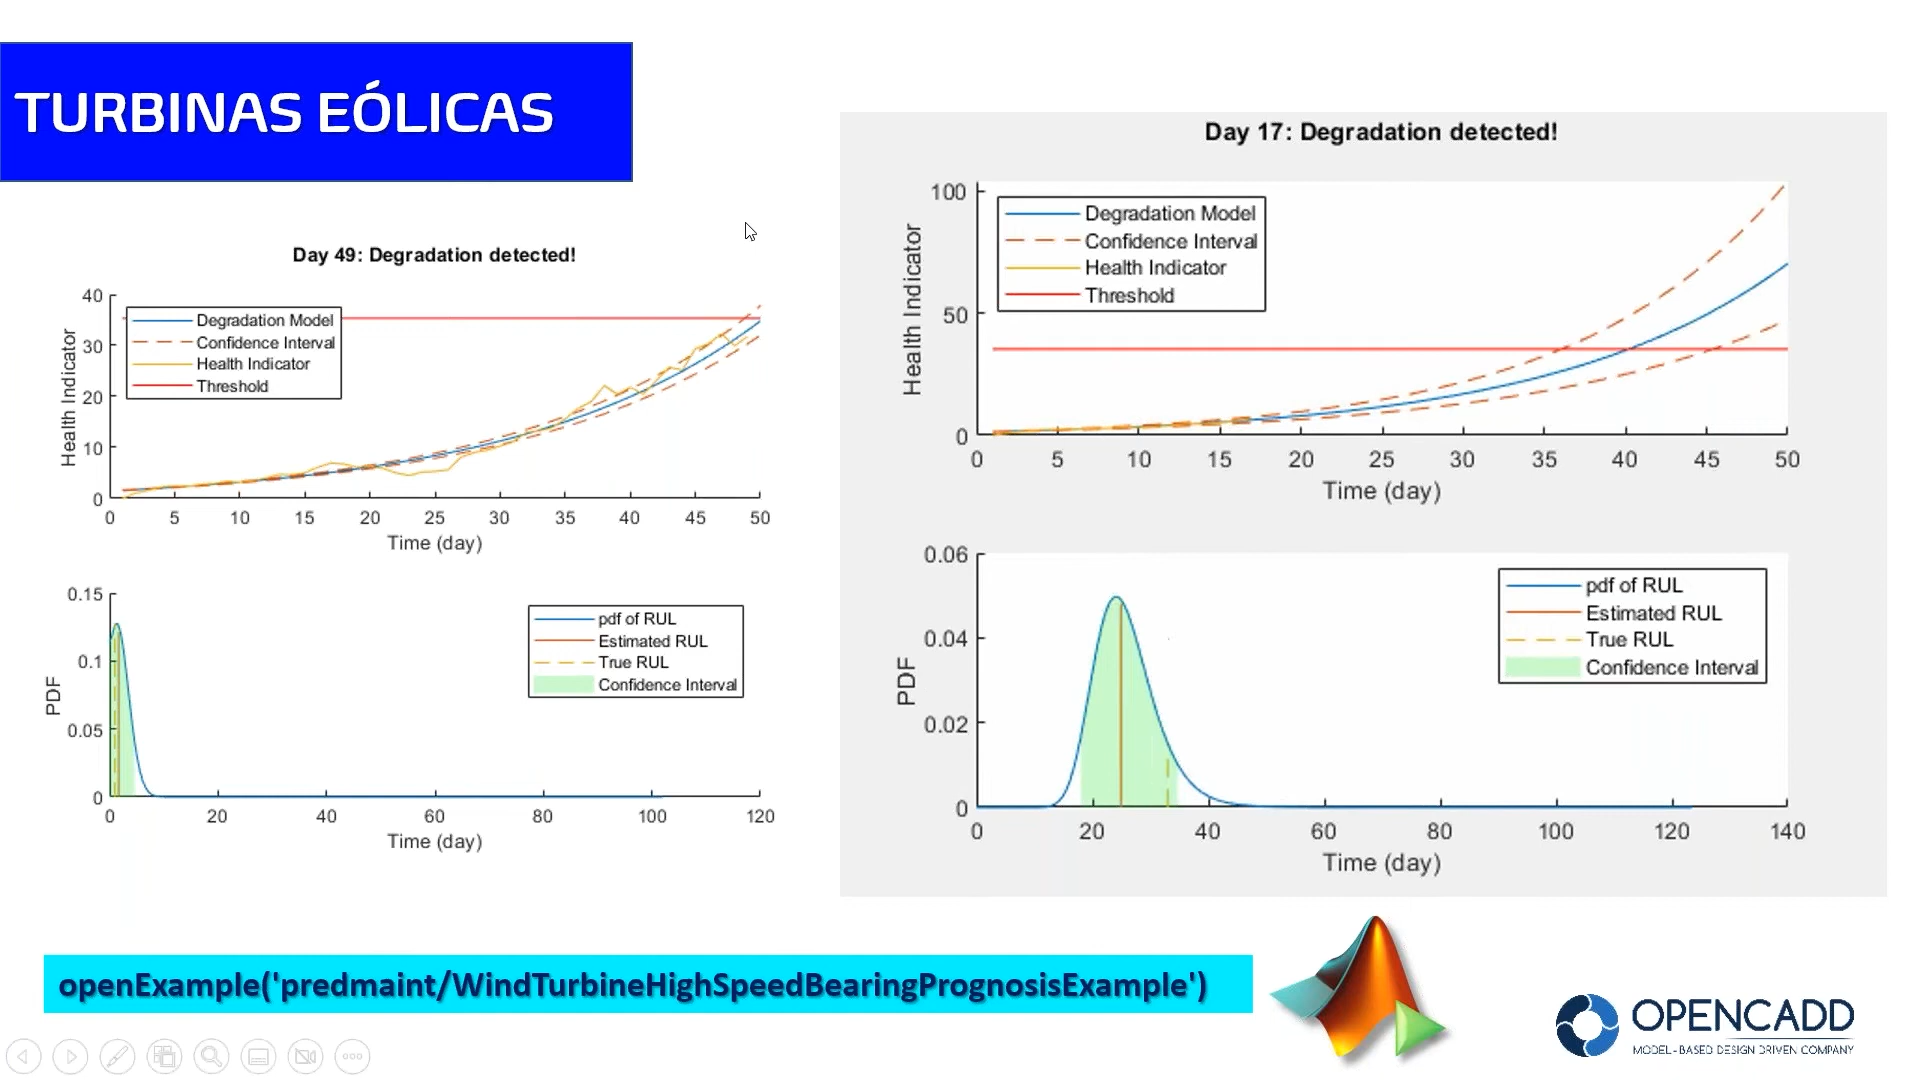 TURBINAS EÓLICAS
Day 49: Degradation detected!
Health Indicator
40
30
20
10
0
Degradation Model
Confidence Interval
Health Indicator
Threshold
0 5 10 15 20 25 30 35 40 45 50
Time (day)
PDF
0.15
0.1
0.05
0
pdf of RUL
Estimated RUL
True RUL
Confidence Interval
0 20 40 60 80 100 120
Time (day)
Day 17: Degradation detected!
Health Indicator
100
50
0
Degradation Model
Confidence Interval
Health Indicator
Threshold
0 5 10 15 20 25 30 35 40 45 50
Time (day)
PDF
0.06
0.04
0.02
0
pdf of RUL
Estimated RUL
True RUL
Confidence Interval
0 20 40 60 80 100 120 140
Time (day)
openExample('predmaint/WindTurbineHighSpeedBearingPrognosisExample')
OPENCADD
MODEL-BASED DESIGN DRIVEN COMPANY